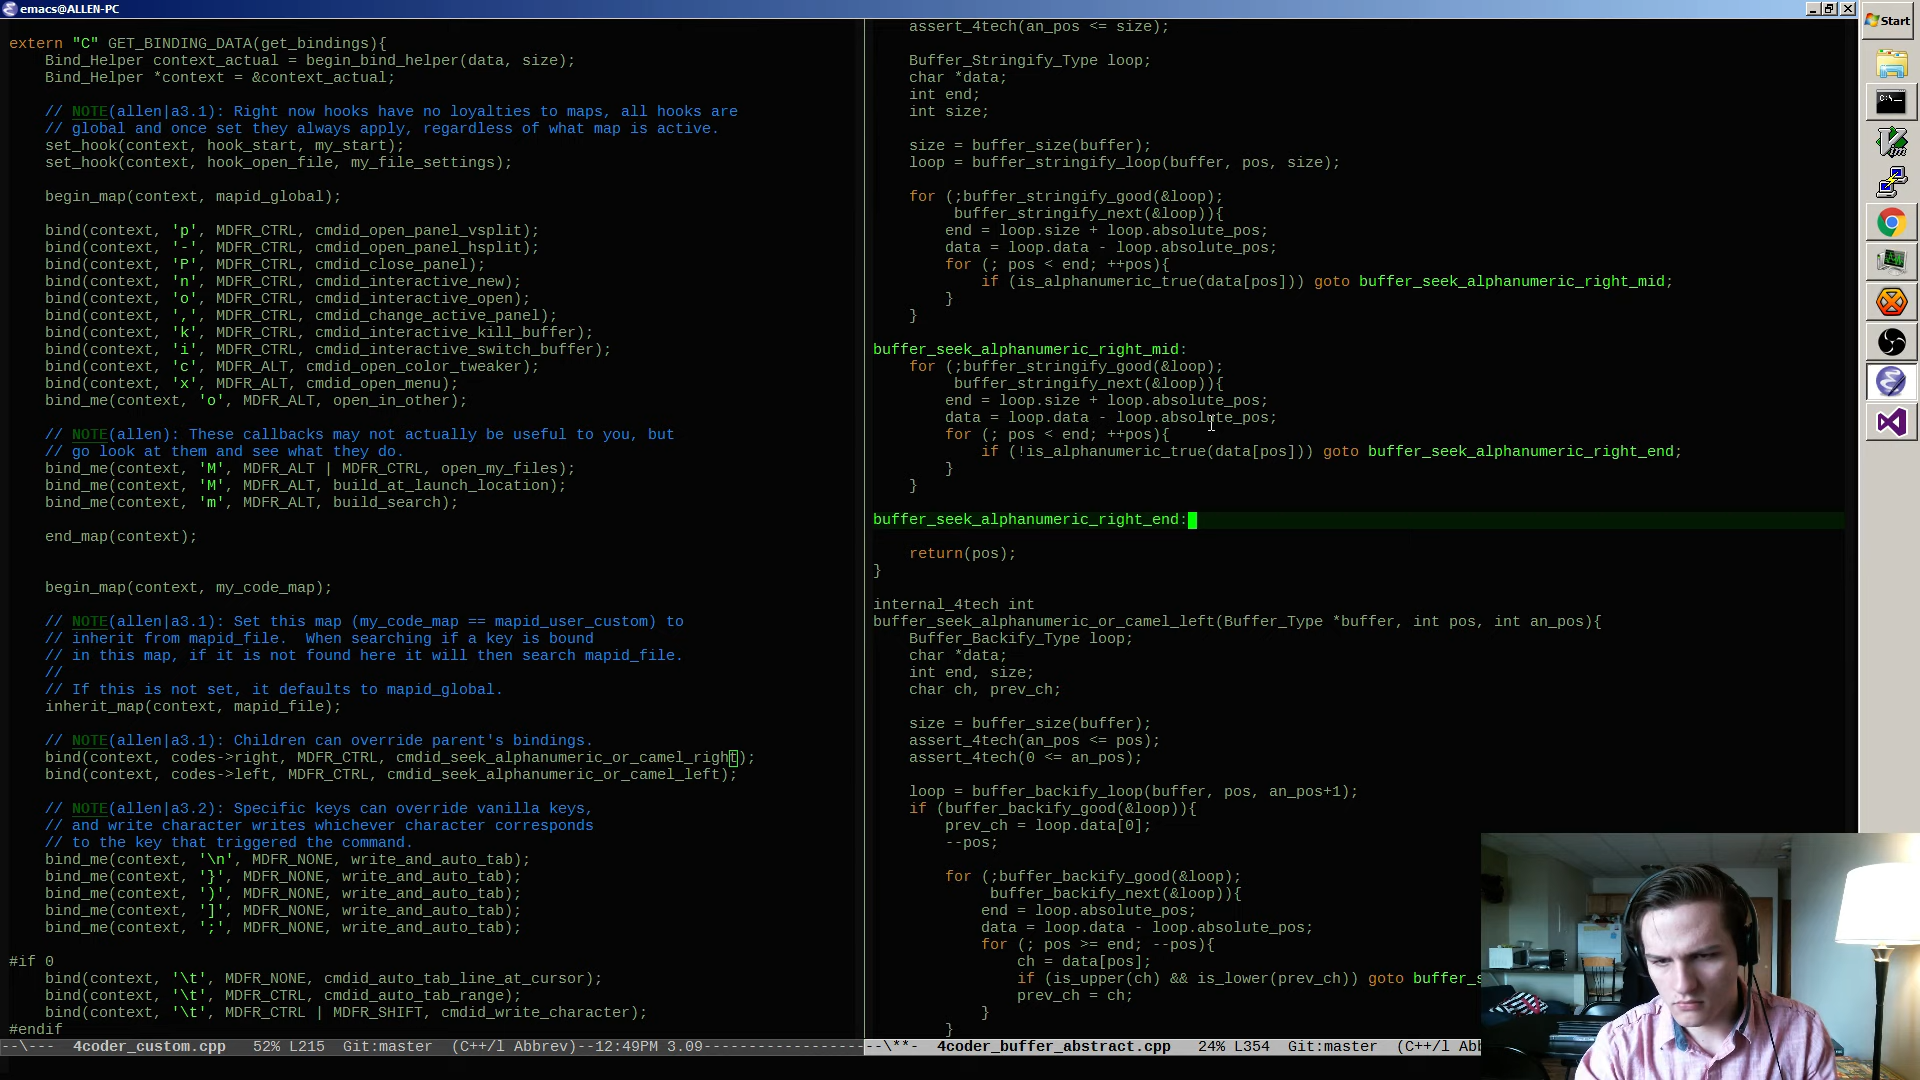 emacs@ALLEN-PC
extern "C" GET_BINDING_DATA(get_bindings){
    Bind_Helper context_actual = begin_bind_helper(data, size);
    Bind_Helper *context = &context_actual;

    // NOTE(allen|a3.1): Right now hooks have no loyalties to maps, all hooks are
    // global and once set they always apply, regardless of what map is active.
    set_hook(context, hook_start, my_start);
    set_hook(context, hook_open_file, my_file_settings);

    begin_map(context, mapid_global);

    bind(context, 'p', MDFR_CTRL, cmdid_open_panel_vsplit);
    bind(context, '-', MDFR_CTRL, cmdid_open_panel_hsplit);
    bind(context, 'P', MDFR_CTRL, cmdid_close_panel);
    bind(context, 'n', MDFR_CTRL, cmdid_interactive_new);
    bind(context, 'o', MDFR_CTRL, cmdid_interactive_open);
    bind(context, ',', MDFR_CTRL, cmdid_change_active_panel);
    bind(context, 'k', MDFR_CTRL, cmdid_interactive_kill_buffer);
    bind(context, 'i', MDFR_CTRL, cmdid_interactive_switch_buffer);
    bind(context, 'c', MDFR_ALT, cmdid_open_color_tweaker);
    bind(context, 'x', MDFR_ALT, cmdid_open_menu);
    bind_me(context, 'o', MDFR_ALT, open_in_other);

    // NOTE(allen): These callbacks may not actually be useful to you, but
    // go look at them and see what they do.
    bind_me(context, 'M', MDFR_ALT | MDFR_CTRL, open_my_files);
    bind_me(context, 'M', MDFR_ALT, build_at_launch_location);
    bind_me(context, 'm', MDFR_ALT, build_search);

    end_map(context);

    begin_map(context, my_code_map);

    // NOTE(allen|a3.1): Set this map (my_code_map == mapid_user_custom) to
    // inherit from mapid_file.  When searching if a key is bound
    // in this map, if it is not found here it will then search mapid_file.
    //
    // If this is not set, it defaults to mapid_global.
    inherit_map(context, mapid_file);

    // NOTE(allen|a3.1): Children can override parent's bindings.
    bind(context, codes->right, MDFR_CTRL, cmdid_seek_alphanumeric_or_camel_right);
    bind(context, codes->left, MDFR_CTRL, cmdid_seek_alphanumeric_or_camel_left);

    // NOTE(allen|a3.2): Specific keys can override vanilla keys,
    // and write character writes whichever character corresponds
    // to the key that triggered the command.
    bind_me(context, '\n', MDFR_NONE, write_and_auto_tab);
    bind_me(context, '}', MDFR_NONE, write_and_auto_tab);
    bind_me(context, ')', MDFR_NONE, write_and_auto_tab);
    bind_me(context, ']', MDFR_NONE, write_and_auto_tab);
    bind_me(context, ';', MDFR_NONE, write_and_auto_tab);

#if 0
    bind(context, '\t', MDFR_NONE, cmdid_auto_tab_line_at_cursor);
    bind(context, '\t', MDFR_CTRL, cmdid_auto_tab_range);
    bind(context, '\t', MDFR_CTRL | MDFR_SHIFT, cmdid_write_character);
#endif
--\---  4coder_custom.cpp   52% L215  Git:master  (C++/l Abbrev)--12:49PM 3.09------------------
    assert_4tech(an_pos <= size);

    Buffer_Stringify_Type loop;
    char *data;
    int end;
    int size;

    size = buffer_size(buffer);
    loop = buffer_stringify_loop(buffer, pos, size);

    for (;buffer_stringify_good(&loop);
         buffer_stringify_next(&loop)){
        end = loop.size + loop.absolute_pos;
        data = loop.data - loop.absolute_pos;
        for (; pos < end; ++pos){
            if (is_alphanumeric_true(data[pos])) goto buffer_seek_alphanumeric_right_mid;
        }
    }

buffer_seek_alphanumeric_right_mid:
    for (;buffer_stringify_good(&loop);
         buffer_stringify_next(&loop)){
        end = loop.size + loop.absolute_pos;
        data = loop.data - loop.absolute_pos;
        for (; pos < end; ++pos){
            if (!is_alphanumeric_true(data[pos])) goto buffer_seek_alphanumeric_right_end;
        }
    }

buffer_seek_alphanumeric_right_end:

    return(pos);
}

internal_4tech int
buffer_seek_alphanumeric_or_camel_left(Buffer_Type *buffer, int pos, int an_pos){
    Buffer_Backify_Type loop;
    char *data;
    int end, size;
    char ch, prev_ch;

    size = buffer_size(buffer);
    assert_4tech(an_pos <= pos);
    assert_4tech(0 <= an_pos);

    loop = buffer_backify_loop(buffer, pos, an_pos+1);
    if (buffer_backify_good(&loop)){
        prev_ch = loop.data[0];
        --pos;

        for (;buffer_backify_good(&loop);
             buffer_backify_next(&loop)){
            end = loop.absolute_pos;
            data = loop.data - loop.absolute_pos;
            for (; pos >= end; --pos){
                ch = data[pos];
                if (is_upper(ch) && is_lower(prev_ch)) goto buffer_s
                prev_ch = ch;
            }
        }
--\**-  4coder_buffer_abstract.cpp   24% L354  Git:master  (C++/l Abb
Start